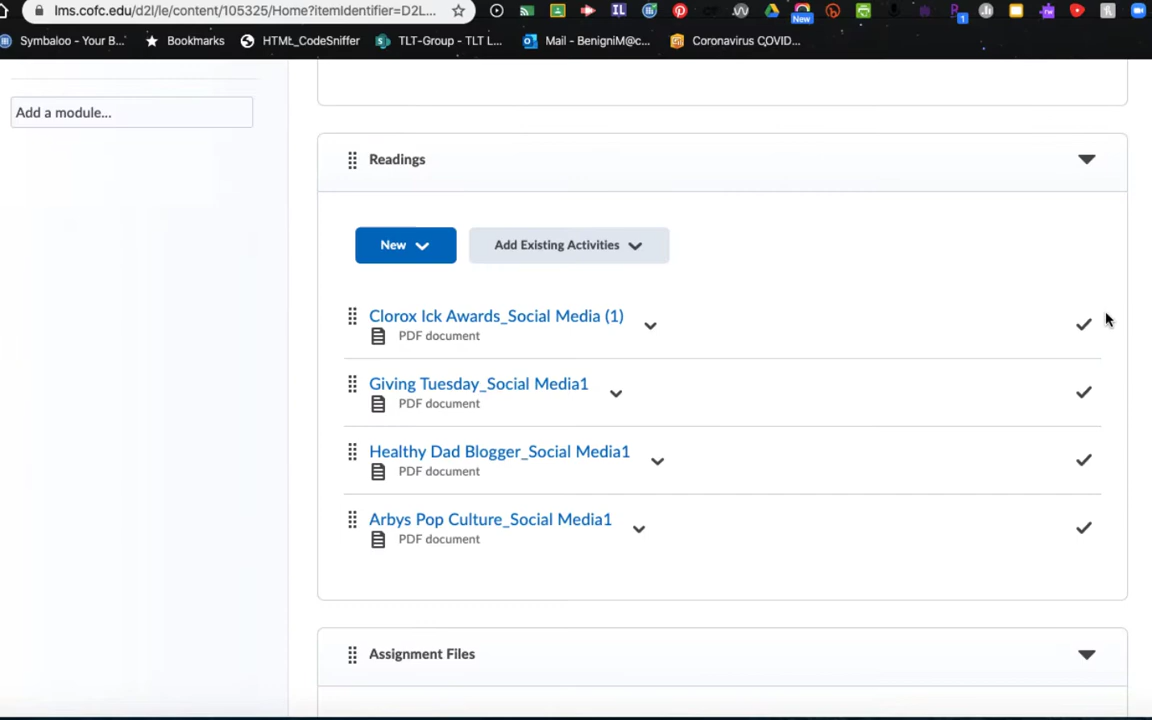 lms.cofc.edu/d2l/le/content/105325/Home?itemIdentifier=D2L...
IL
New
1
Symbaloo - Your B... Bookmarks HTML_CodeSniffer TLT-Group - TLT L... Mail - BenigniM@c... Coronavirus COVID...
Add a module...
Readings
New Add Existing Activities
Clorox Ick Awards_Social Media (1)
PDF document
Giving Tuesday_Social Media1
PDF document
Healthy Dad Blogger_Social Media1
PDF document
Arbys Pop Culture_Social Media1
PDF document
Assignment Files